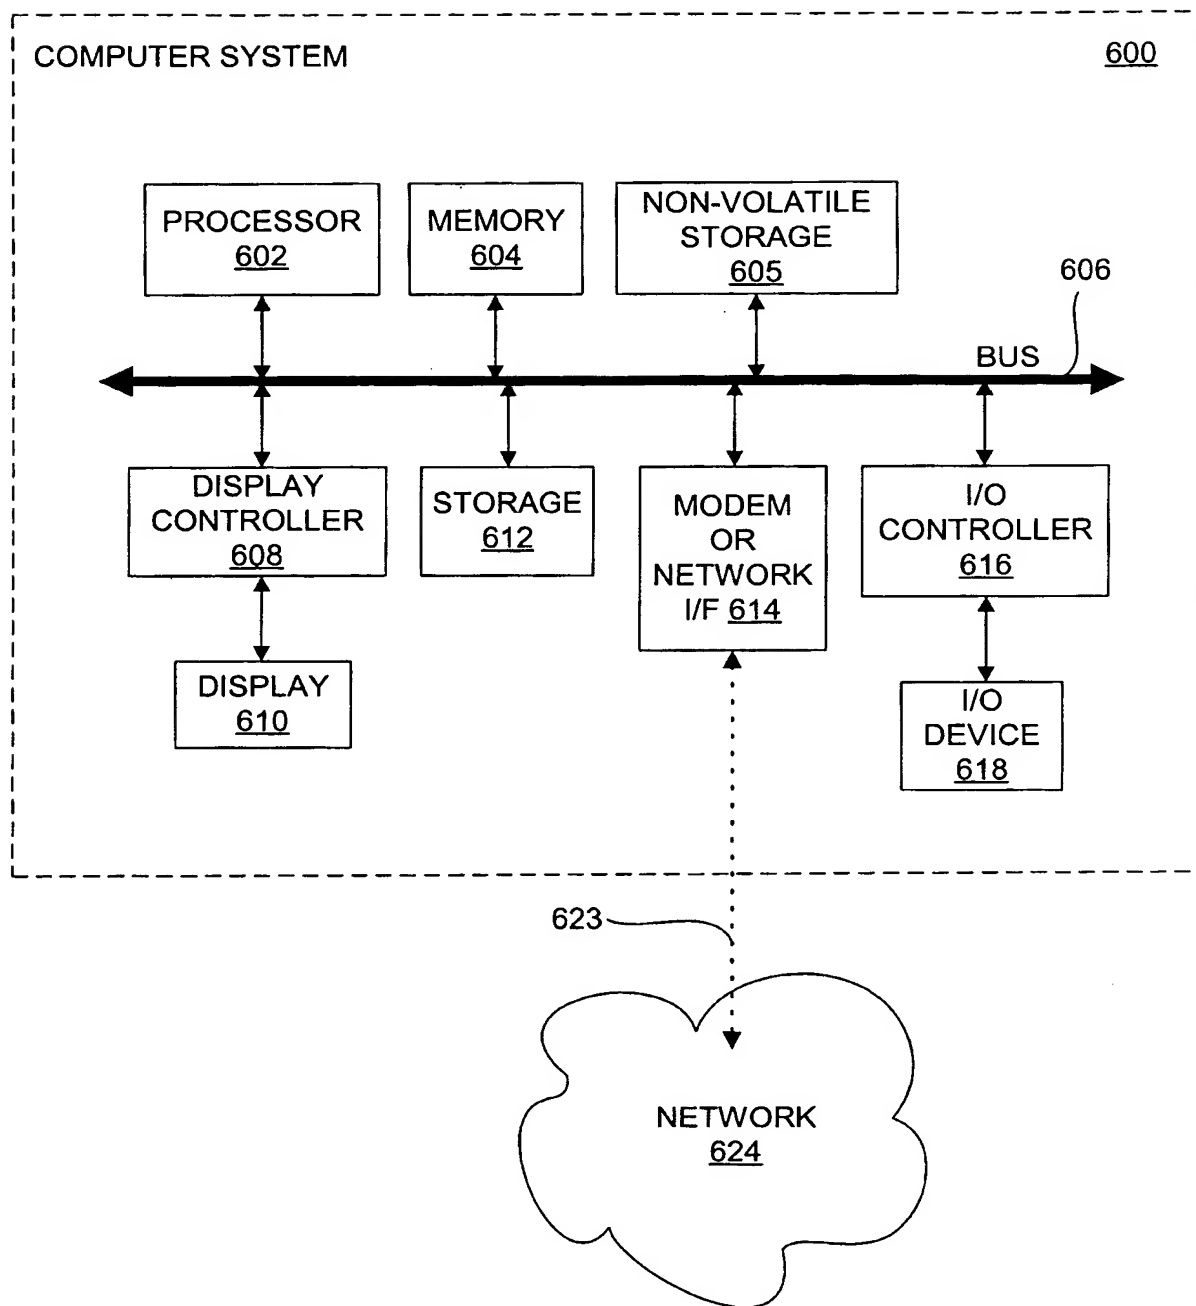 COMPUTER SYSTEM
600
PROCESSOR
602
MEMORY
604
NON-VOLATILE
STORAGE
605
606
BUS
DISPLAY
CONTROLLER
608
STORAGE
612
MODEM
OR
NETWORK
I/F 614
I/O
CONTROLLER
616
DISPLAY
610
I/O
DEVICE
618
623
NETWORK
624